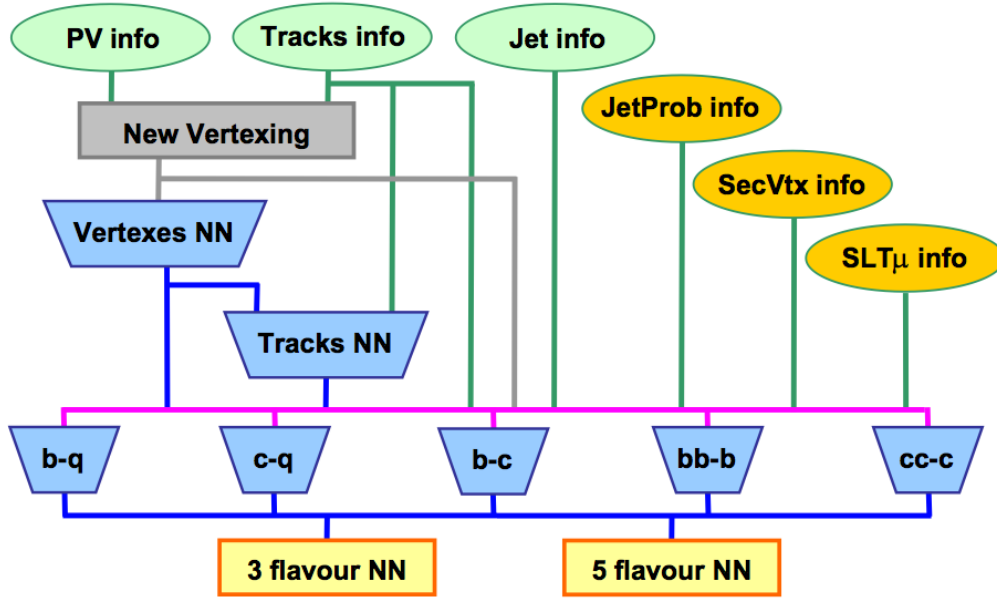 PV info
Tracks info
Jet info
JetProb info
New Vertexing
SecVtx info
Vertexes NN
SLTμ info
Tracks NN
b-q
c-q
b-c
bb-b
cc-c
3 flavour NN
5 flavour NN